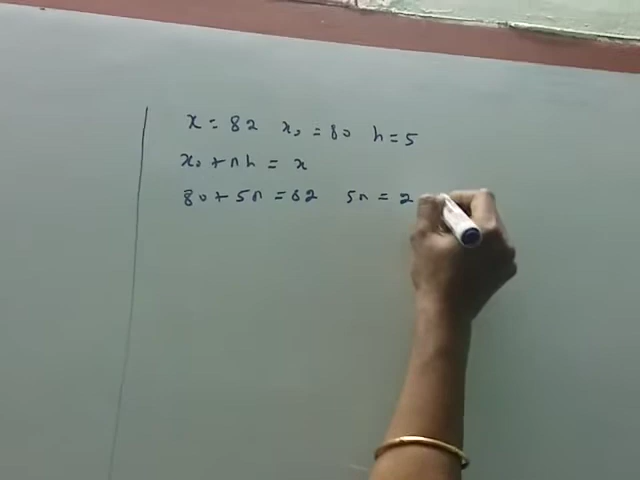 x = 82 x₀ = 80 h = 5
x₀ + nh = x
80 + 5n = 82 5n = 2